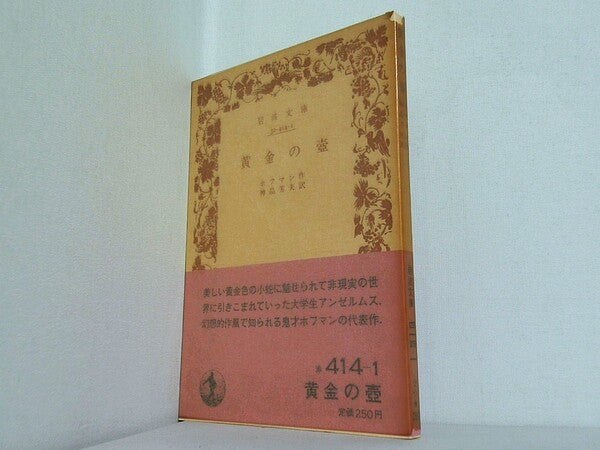 岩波文庫
黄金の壺
ホフマン作
神品芳夫訳
美しい黄金色の小蛇に魅せられて非現実の世
界に引きこまれていった大学生アンゼルムス。
幻想的作風で知られる鬼才ホフマンの代表作。
赤 414-1
黄金の壺
定価250円